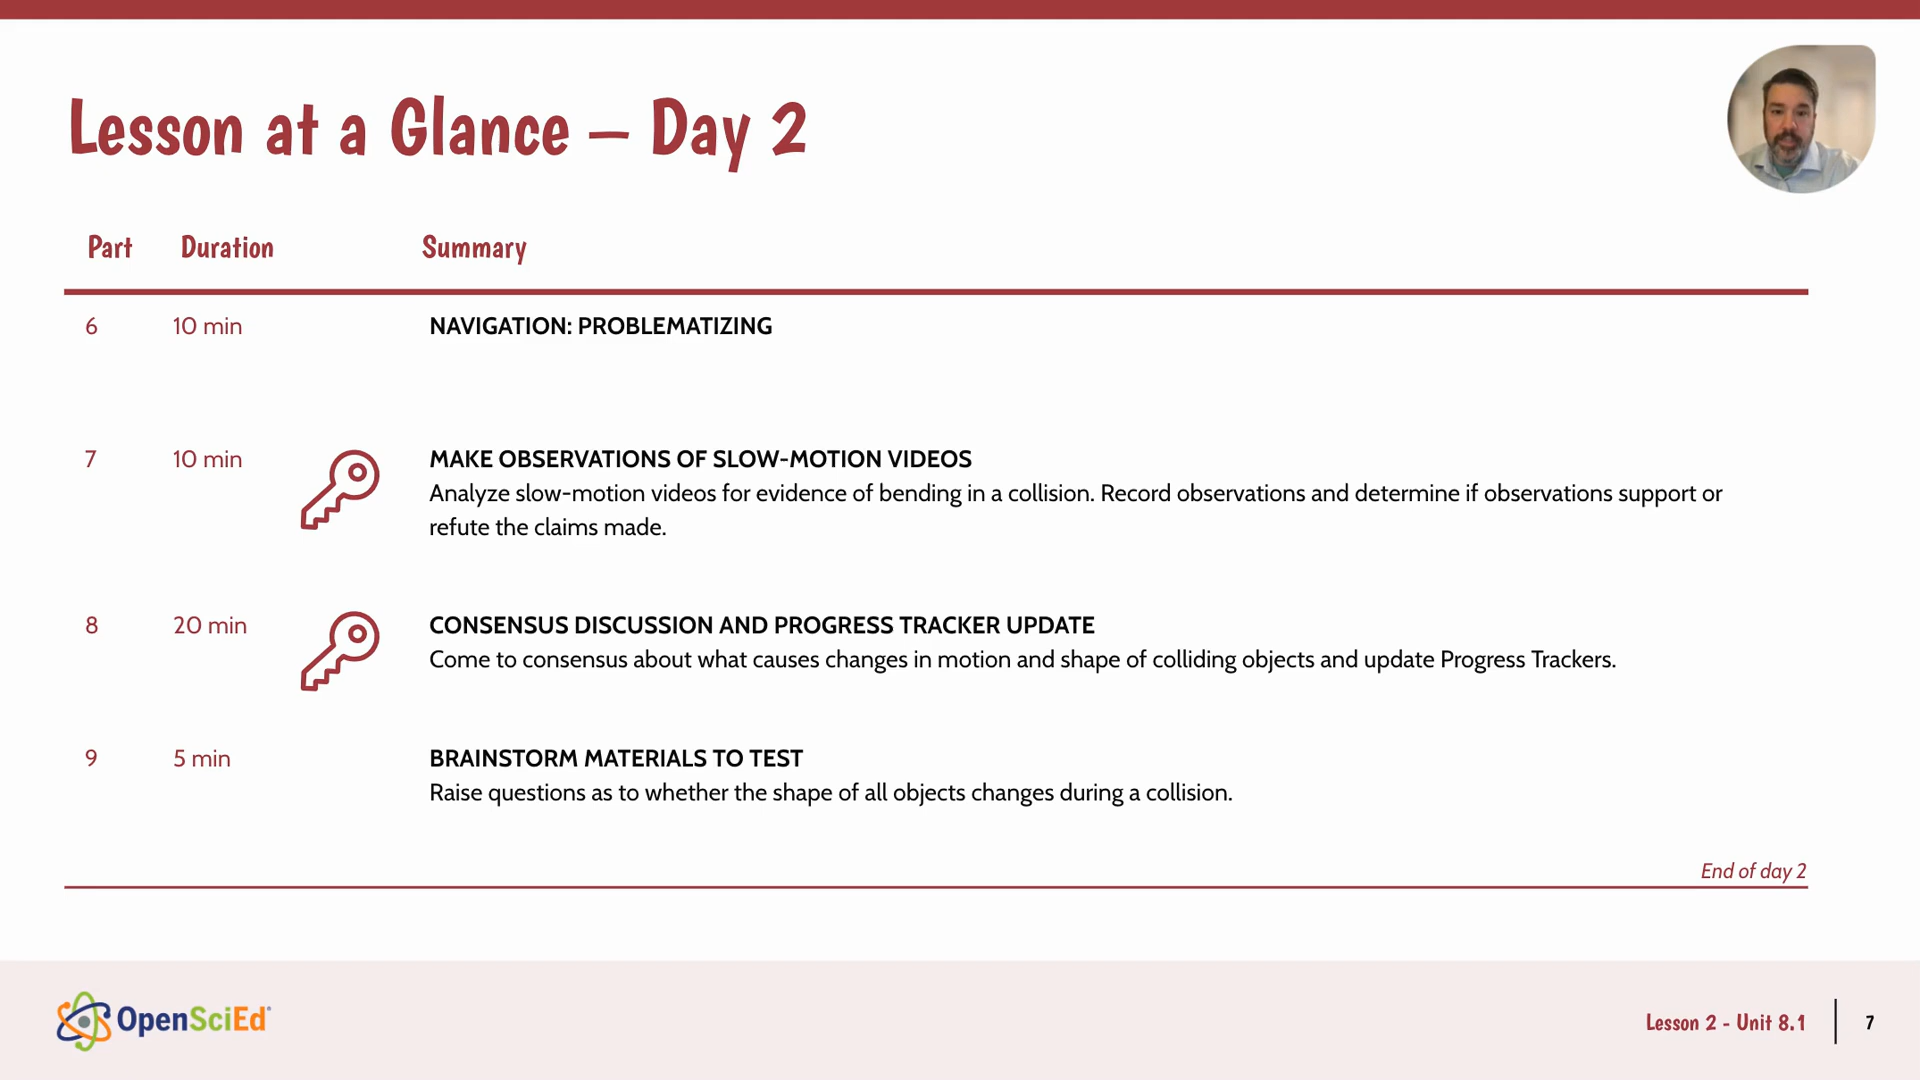 Lesson at a Glance – Day 2
Part Duration Summary
6 10 min NAVIGATION: PROBLEMATIZING
7 10 min MAKE OBSERVATIONS OF SLOW-MOTION VIDEOS
Analyze slow-motion videos for evidence of bending in a collision. Record observations and determine if observations support or
refute the claims made.
8 20 min CONSENSUS DISCUSSION AND PROGRESS TRACKER UPDATE
Come to consensus about what causes changes in motion and shape of colliding objects and update Progress Trackers.
9 5 min BRAINSTORM MATERIALS TO TEST
Raise questions as to whether the shape of all objects changes during a collision.
End of day 2
OpenSciEd®
Lesson 2 - Unit 8.1 7